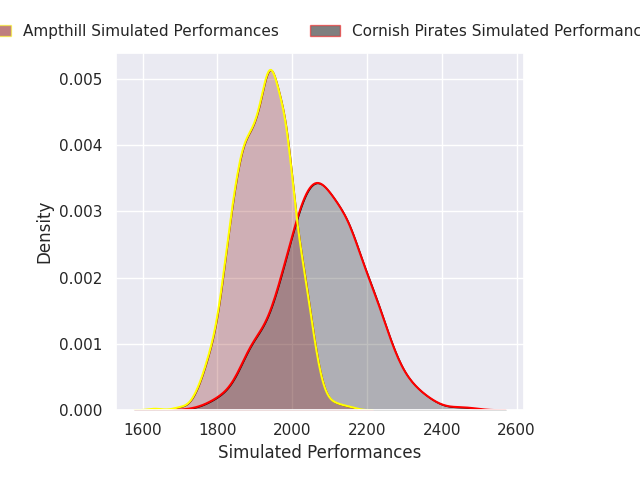 Ampthill Simulated Performances
Cornish Pirates Simulated
0.005
0.004
0.003
0.002
0.001
0.000
Density
1600 1800 2000 2200 2400 2600
Simulated Performances